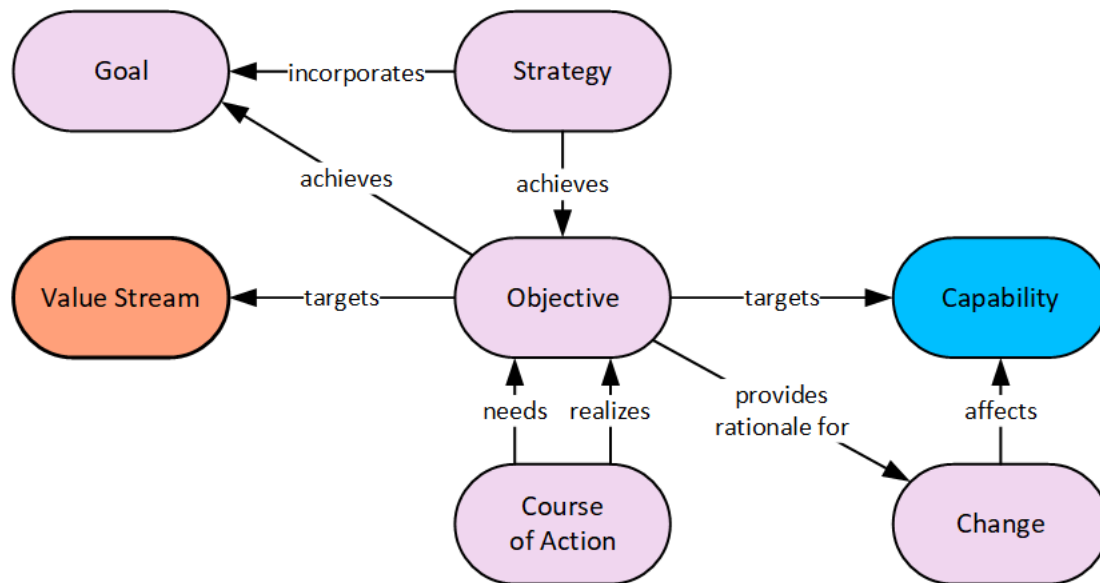 Goal
incorporates
Strategy
achieves
achieves
Value Stream
targets
Objective
targets
Capability
needs
realizes
provides
rationale for
affects
Course
of Action
Change